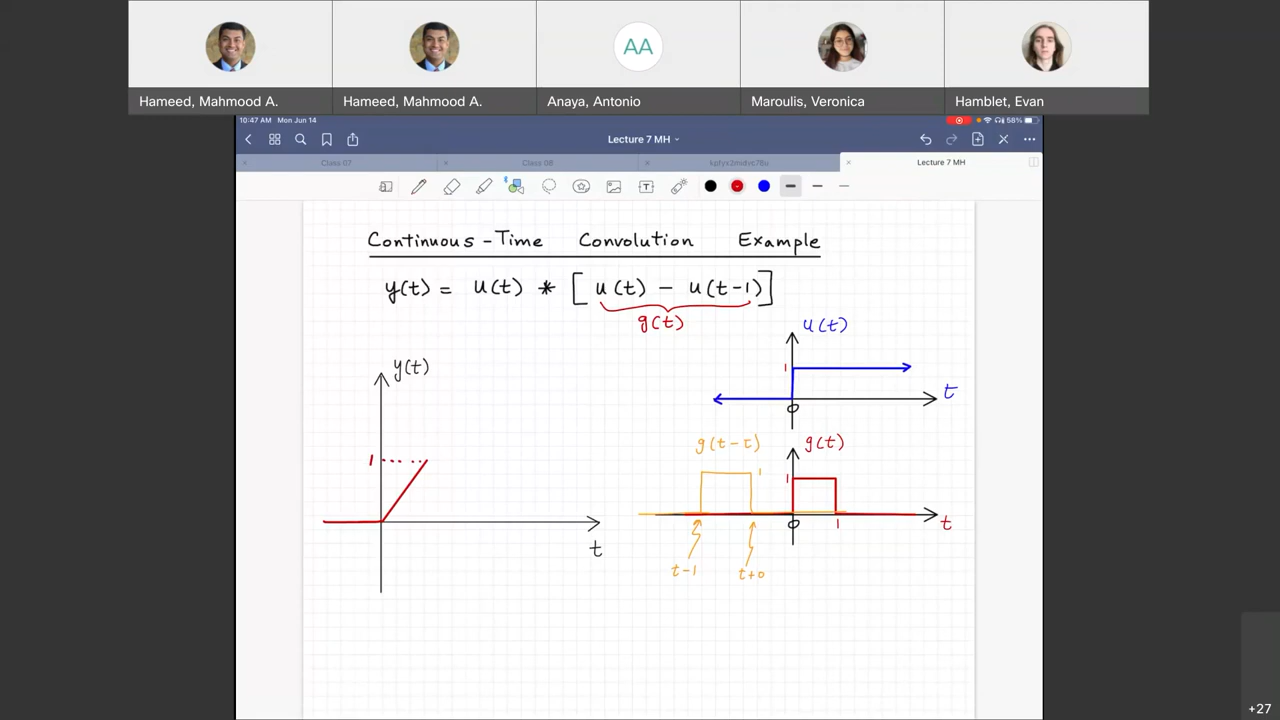 Hameed, Mahmood A.
Hameed, Mahmood A.
AA
Anaya, Antonio
Maroulis, Veronica
Hamblet, Evan
10:47 AM Mon Jun 14
58%
Lecture 7 MH
Class 07
Class 08
Lecture 7 MH
T
Continuous-Time Convolution Example
y(t) = u(t) * [u(t) - u(t-1)]
g(t)
u(t)
1
t
0
y(t)
1
t
g(t-τ)
1
g(t)
1
0
1
t
t-1
t+0
+27